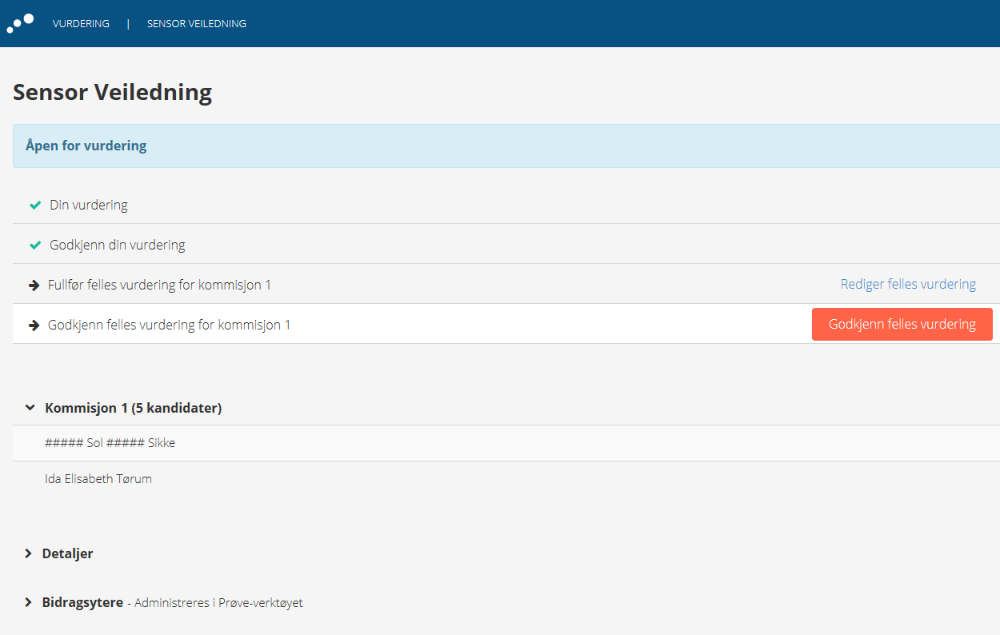 VURDERING | SENSOR VEILEDNING
Sensor Veiledning
Åpen for vurdering
Din vurdering
Godkjenn din vurdering
Fullfør felles vurdering for kommisjon 1 Rediger felles vurdering
Godkjenn felles vurdering for kommisjon 1 Godkjenn felles vurdering
Kommisjon 1 (5 kandidater)
##### Sol ##### Sikke
Ida Elisabeth Tørum
Detaljer
Bidragsytere - Administreres i Prøve-verktøyet